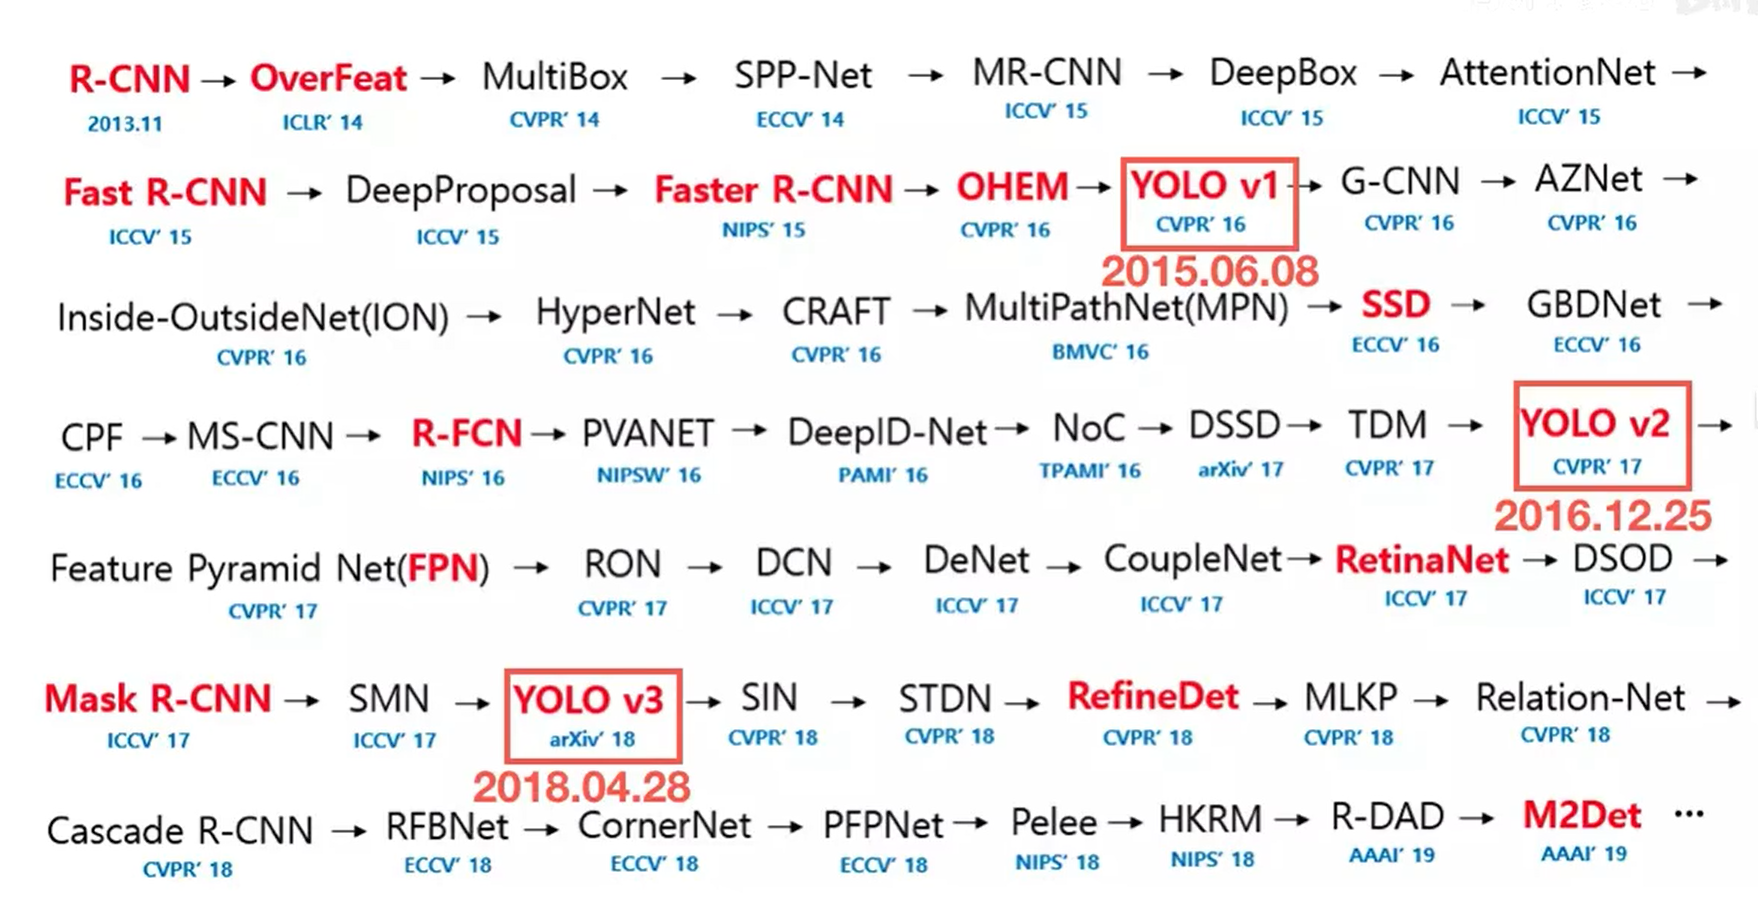 R-CNN → OverFeat → MultiBox → SPP-Net → MR-CNN → DeepBox → AttentionNet →
2013.11 ICLR' 14 CVPR' 14 ECCV' 14 ICCV' 15 ICCV' 15 ICCV' 15
Fast R-CNN → DeepProposal → Faster R-CNN → OHEM → YOLO v1 → G-CNN → AZNet →
ICCV' 15 ICCV' 15 NIPS' 15 CVPR' 16 CVPR' 16 CVPR' 16 CVPR' 16
2015.06.08
Inside-OutsideNet(ION) → HyperNet → CRAFT → MultiPathNet(MPN) → SSD → GBDNet →
CVPR' 16 CVPR' 16 CVPR' 16 BMVC' 16 ECCV' 16 ECCV' 16
CPF → MS-CNN → R-FCN → PVANET → DeepID-Net → NoC → DSSD → TDM → YOLO v2 →
ECCV' 16 ECCV' 16 NIPS' 16 NIPSW' 16 PAMI' 16 TPAMI' 16 arXiv' 17 CVPR' 17 CVPR' 17
2016.12.25
Feature Pyramid Net(FPN) → RON → DCN → DeNet → CoupleNet → RetinaNet → DSOD →
CVPR' 17 CVPR' 17 ICCV' 17 ICCV' 17 ICCV' 17 ICCV' 17 ICCV' 17
Mask R-CNN → SMN → YOLO v3 → SIN → STDN → RefineDet → MLKP → Relation-Net →
ICCV' 17 ICCV' 17 arXiv' 18 CVPR' 18 CVPR' 18 CVPR' 18 CVPR' 18 CVPR' 18
2018.04.28
Cascade R-CNN → RFBNet → CornerNet → PFPNet → Pelee → HKRM → R-DAD → M2Det ···
CVPR' 18 ECCV' 18 ECCV' 18 ECCV' 18 NIPS' 18 NIPS' 18 AAAI' 19 AAAI' 19